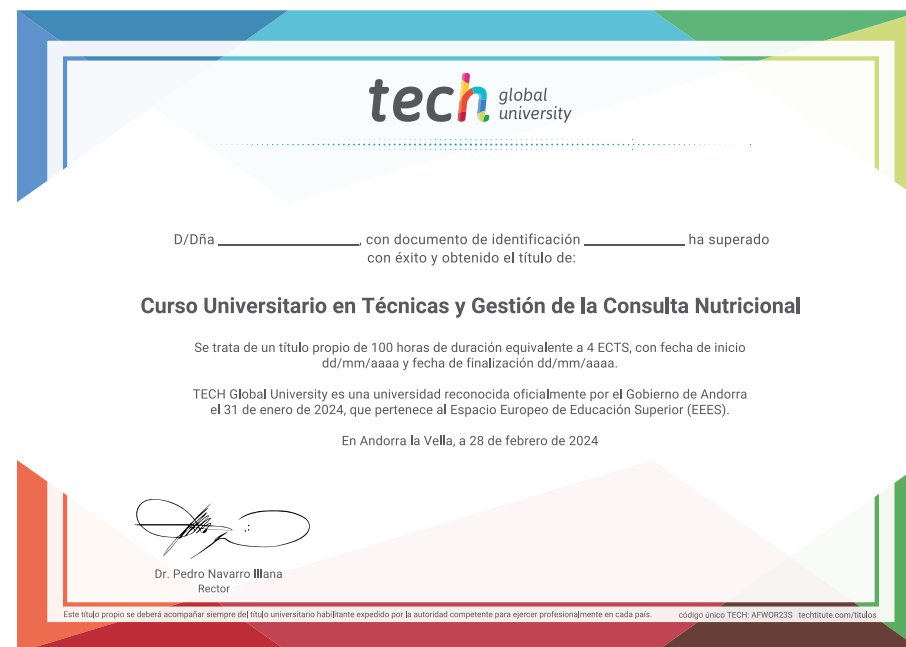 tech global university
D/Dña ____________________, con documento de identificación ______________ ha superado
con éxito y obtenido el título de:
Curso Universitario en Técnicas y Gestión de la Consulta Nutricional
Se trata de un título propio de 100 horas de duración equivalente a 4 ECTS, con fecha de inicio
dd/mm/aaaa y fecha de finalización dd/mm/aaaa.
TECH Global University es una universidad reconocida oficialmente por el Gobierno de Andorra
el 31 de enero de 2024, que pertenece al Espacio Europeo de Educación Superior (EEES).
En Andorra la Vella, a 28 de febrero de 2024
Dr. Pedro Navarro Illana
Rector
Este título propio se deberá acompañar siempre del título universitario habilitante expedido por la autoridad competente para ejercer profesionalmente en cada país. código único TECH: AFWOR23S techtitute.com/titulos